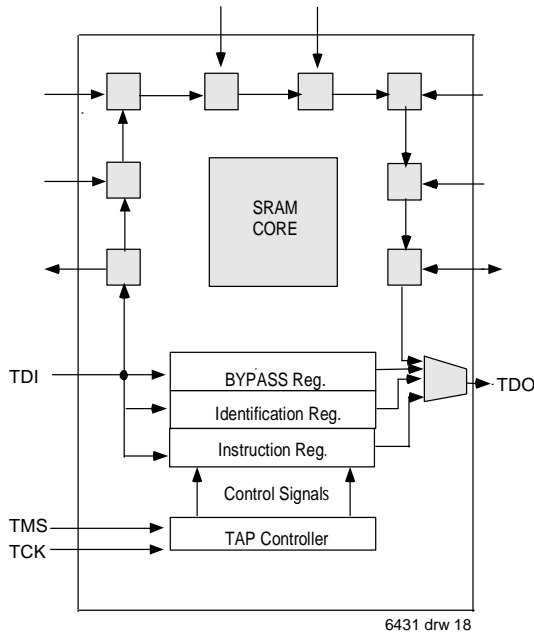 SRAM
CORE
TDI
BYPASS Reg.
TDO
Identification Reg.
Instruction Reg.
Control Signals
TMS
TCK
TAP Controller
6431 drw 18